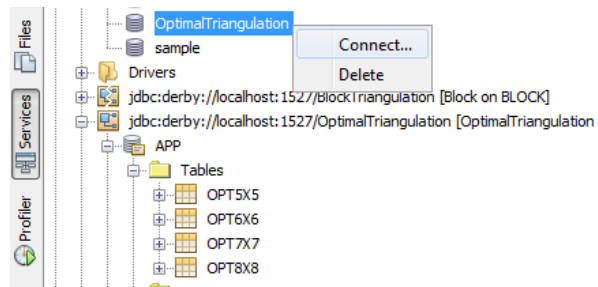 Files
Services
Profiler
OptimalTriangulation
sample
Connect...
Delete
Drivers
jdbc:derby://localhost:1527/BlockTriangulation [Block on BLOCK]
jdbc:derby://localhost:1527/OptimalTriangulation [OptimalTriangulation
APP
Tables
OPT5X5
OPT6X6
OPT7X7
OPT8X8